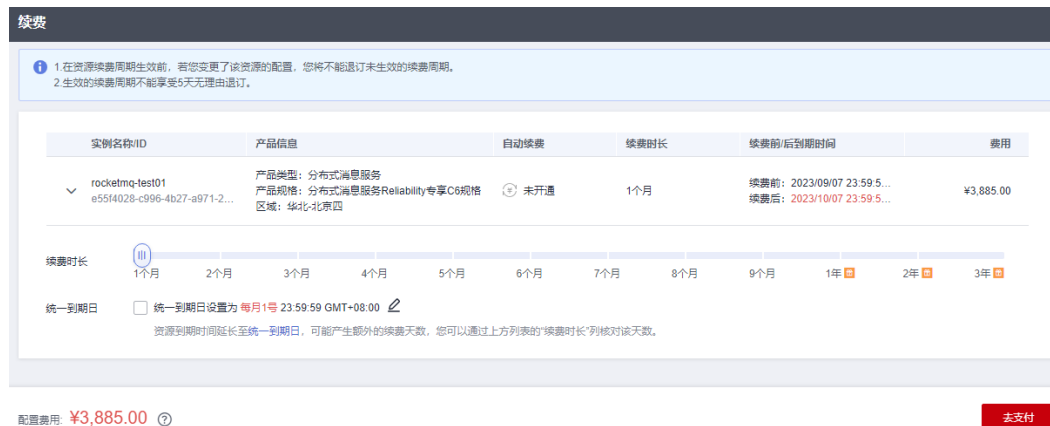 续费
1.在资源续费周期生效前，若您变更了该资源的配置，您将不能退订未生效的续费周期。
2.生效的续费周期不能享受5天无理由退订。
实例名称/ID 产品信息 自动续费 续费时长 续费前/后到期时间 费用
rocketmq-test01
e55f4028-c996-4b27-a971-2...
产品类型：分布式消息服务
产品规格：分布式消息服务Reliability专享C6规格
区域：华北-北京四
未开通
1个月
续费前：2023/09/07 23:59:5...
续费后：2023/10/07 23:59:5...
¥3,885.00
续费时长
1个月 2个月 3个月 4个月 5个月 6个月 7个月 8个月 9个月 1年 2年 3年
统一到期日 统一到期日设置为 每月1号 23:59:59 GMT+08:00
资源到期时间延长至统一到期日，可能产生额外的续费天数，您可以通过上方列表的“续费时长”列核对该天数。
配置费用: ¥3,885.00
去支付